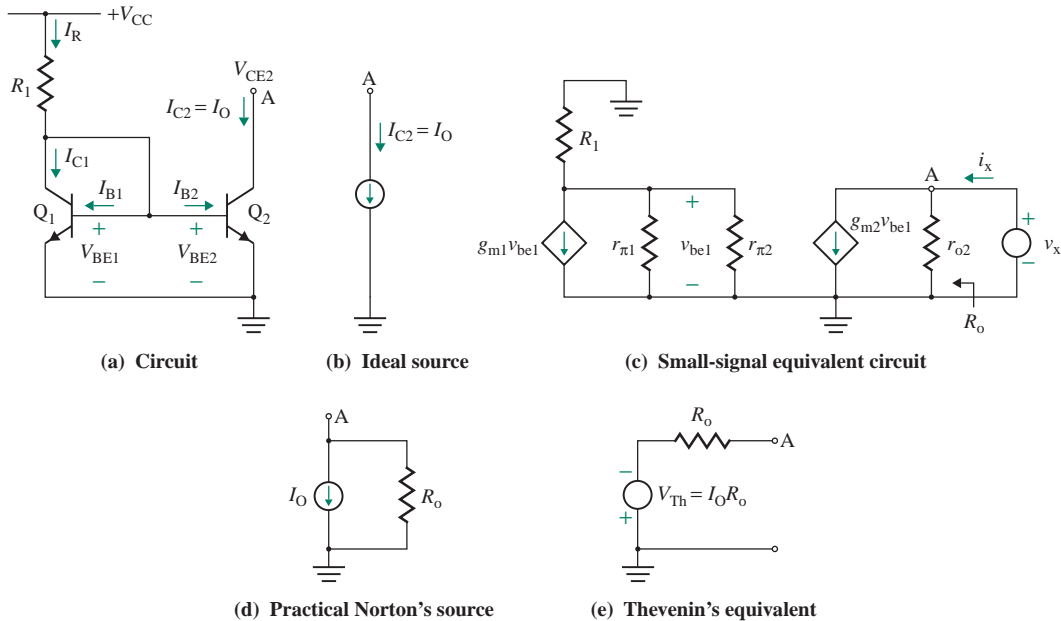 +V_CC
I_R
R_1
V_CE2
A
I_C2 = I_O
I_C1
I_B1
I_B2
Q_1
Q_2
+
+
V_BE1
V_BE2
−
−
(a) Circuit
A
I_C2 = I_O
(b) Ideal source
R_1
g_m1v_be1
r_π1
+
v_be1
−
r_π2
g_m2v_be1
A
i_x
r_o2
+
v_x
−
R_o
(c) Small-signal equivalent circuit
A
I_O
R_o
(d) Practical Norton's source
R_o
A
−
V_Th = I_OR_o
+
(e) Thevenin's equivalent